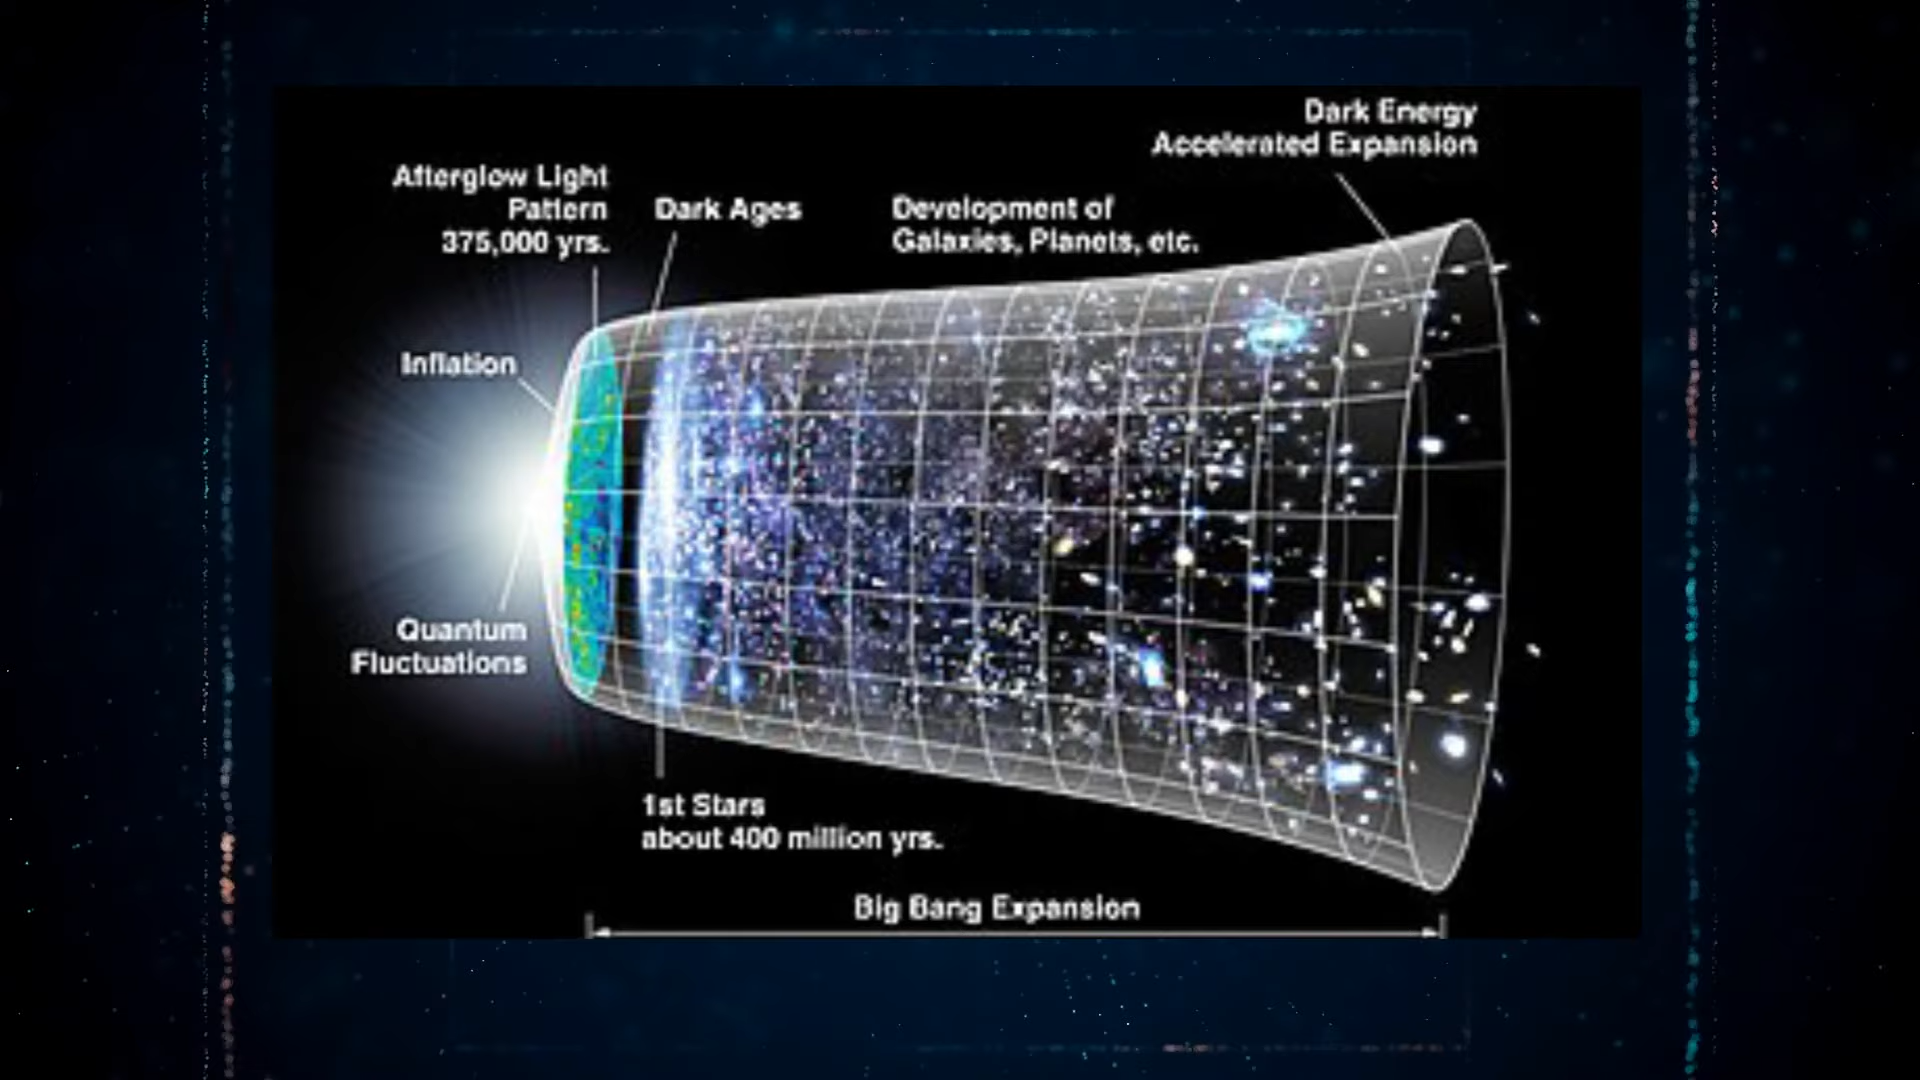 Dark Energy
Accelerated Expansion
Afterglow Light
Pattern
375,000 yrs.
Dark Ages
Development of
Galaxies, Planets, etc.
Inflation
Quantum
Fluctuations
1st Stars
about 400 million yrs.
Big Bang Expansion